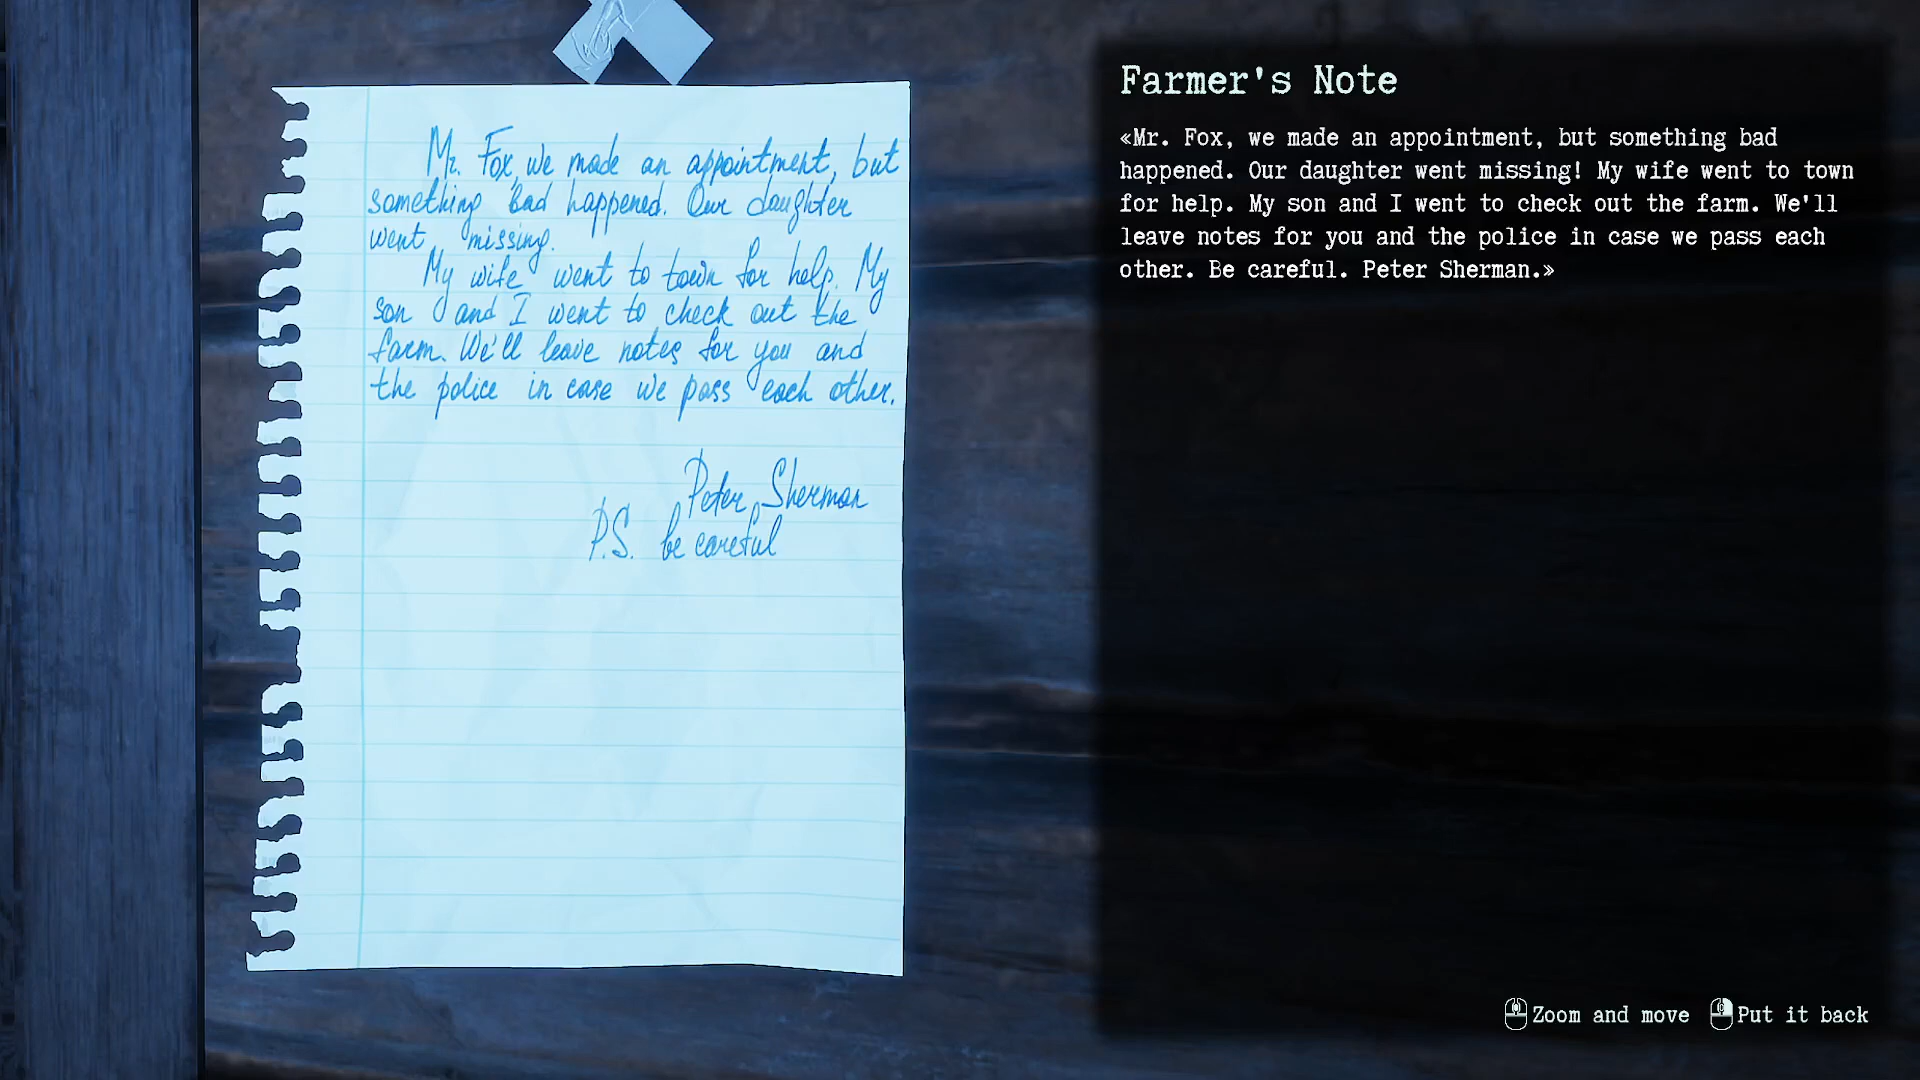 Mr. Fox, we made an appointment, but
something bad happened. Our daughter
went missing.
My wife went to town for help. My
son and I went to check out the
farm. We'll leave notes for you and
the police in case we pass each other.
Peter Sherman
P.S. be careful
Farmer's Note
«Mr. Fox, we made an appointment, but something bad
happened. Our daughter went missing! My wife went to town
for help. My son and I went to check out the farm. We'll
leave notes for you and the police in case we pass each
other. Be careful. Peter Sherman.»
Zoom and move Put it back